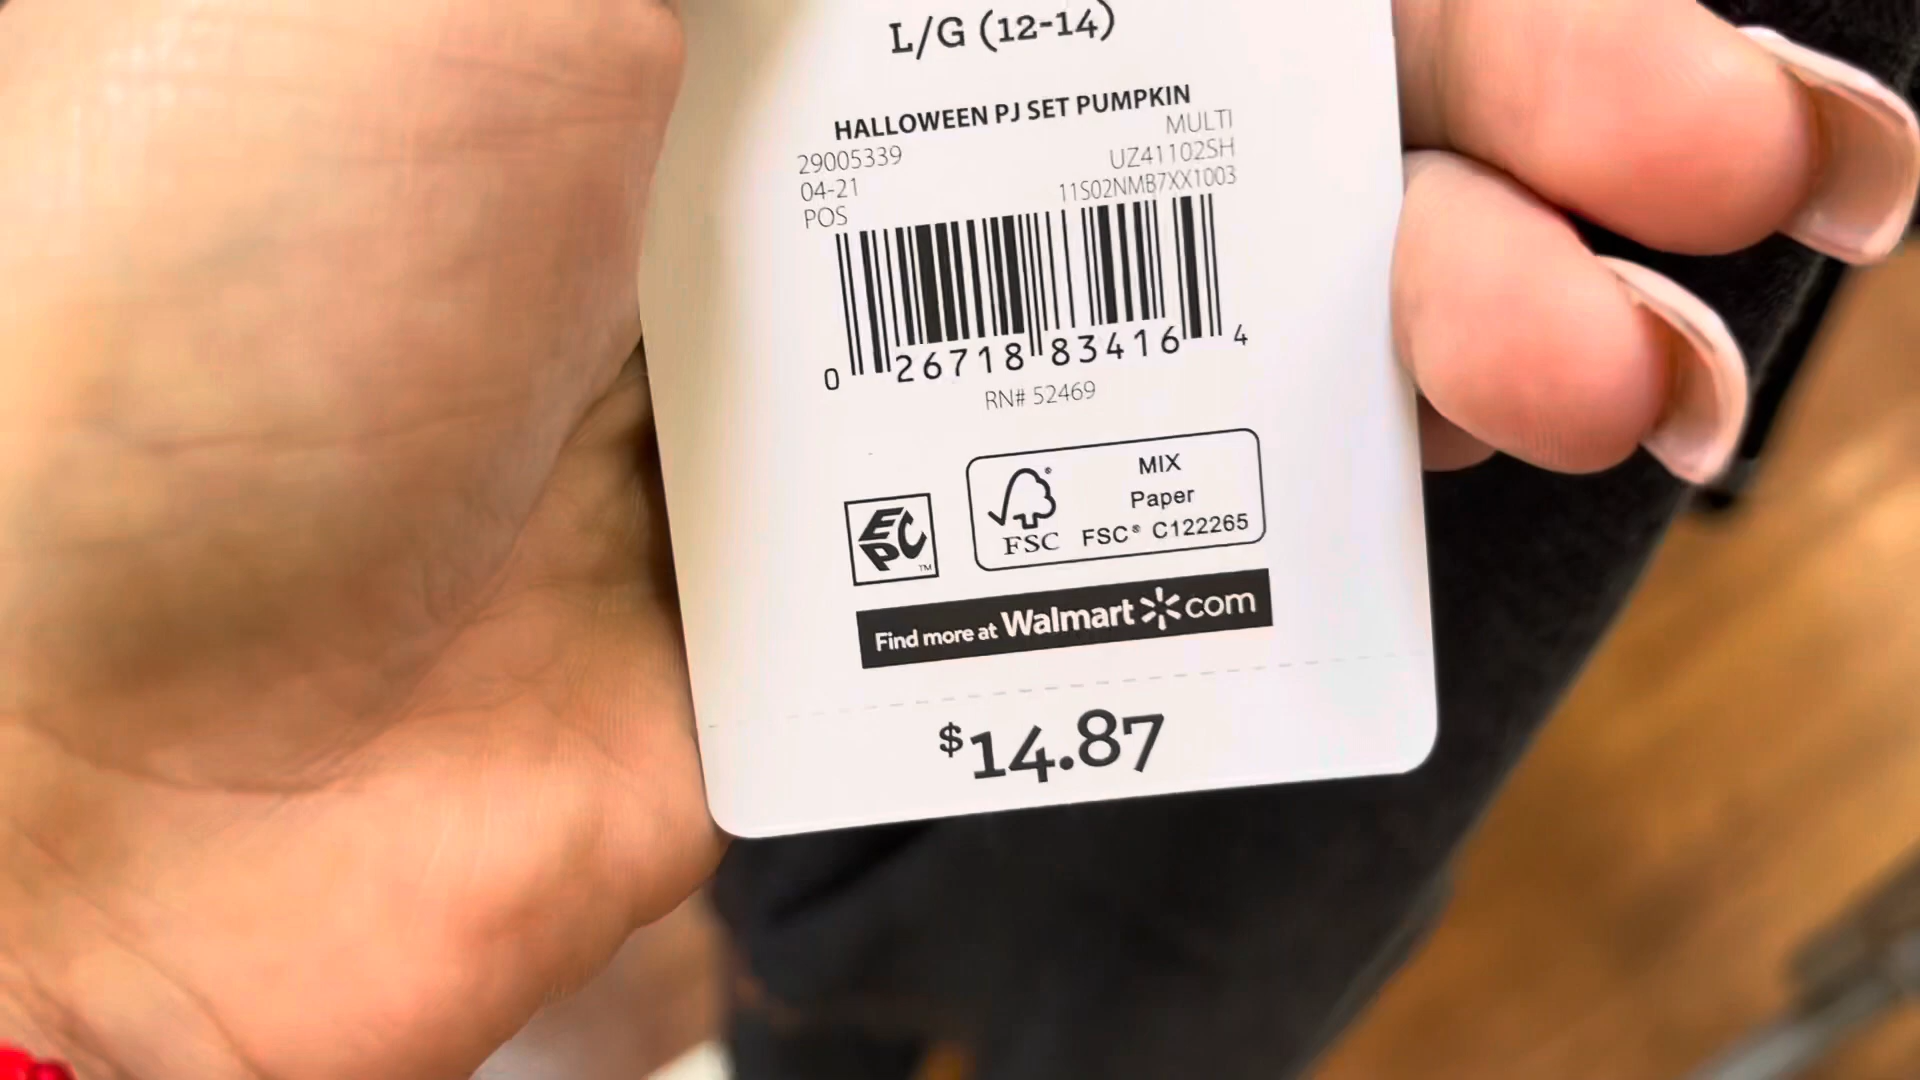 L/G (12-14)
HALLOWEEN PJ SET PUMPKIN
MULTI
29005339 UZ41102SH
04-21 11S02NMB7XX1003
POS
0 26718 83416 4
RN# 52469
EPC™
FSC®
MIX
Paper
FSC® C122265
Find more at Walmart com
$14.87